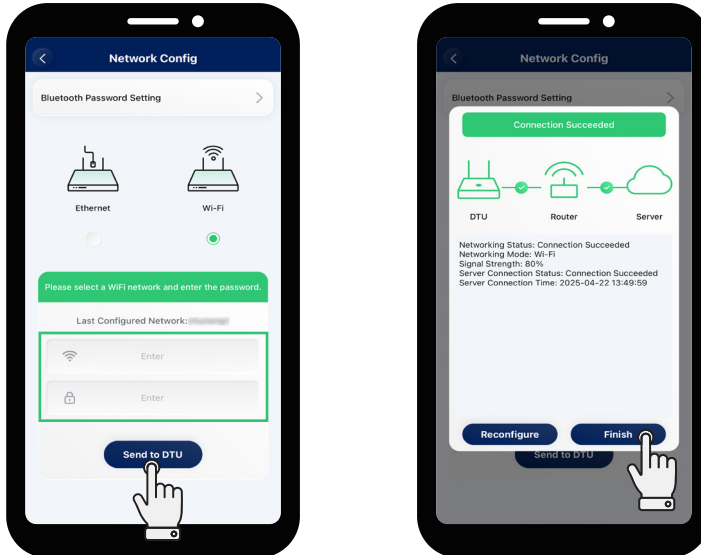 Network Config
Bluetooth Password Setting
Ethernet
Wi-Fi
Please select a WiFi network and enter the password.
Last Configured Network:
Enter
Enter
Send to DTU
Network Config
Bluetooth Password Setting
Connection Succeeded
DTU
Router
Server
Networking Status: Connection Succeeded
Networking Mode: Wi-Fi
Signal Strength: 80%
Server Connection Status: Connection Succeeded
Server Connection Time: 2025-04-22 13:49:59
Reconfigure
Finish
Send to DTU